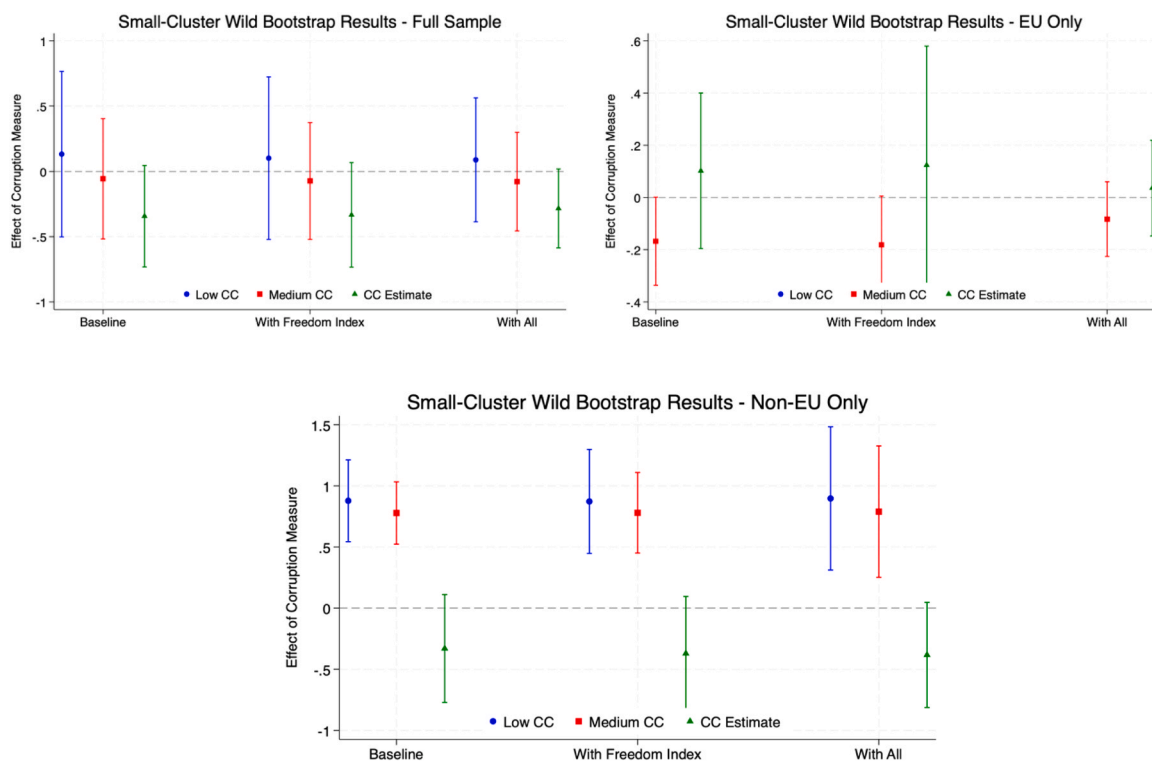 Small-Cluster Wild Bootstrap Results - Full Sample
Effect of Corruption Measure
1
.5
0
-.5
-1
Low CC Medium CC CC Estimate
Baseline With Freedom Index With All
Small-Cluster Wild Bootstrap Results - EU Only
Effect of Corruption Measure
.6
.4
.2
0
-.2
-.4
Low CC Medium CC CC Estimate
Baseline With Freedom Index With All
Small-Cluster Wild Bootstrap Results - Non-EU Only
Effect of Corruption Measure
1.5
1
.5
0
-.5
-1
Low CC Medium CC CC Estimate
Baseline With Freedom Index With All